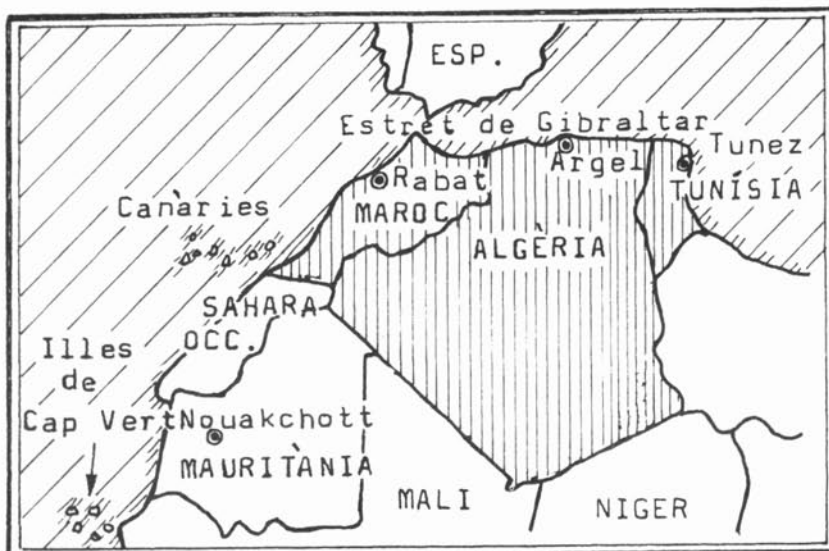 ESP.
Estret de Gibraltar
Argel
Tunez
Rabat
TUNÍSIA
Canàries
MAROC
ALGÈRIA
SAHARA
OCC.
Illes
de
Cap Vert
Nouakchott
MAURITÀNIA
MALI
NIGER